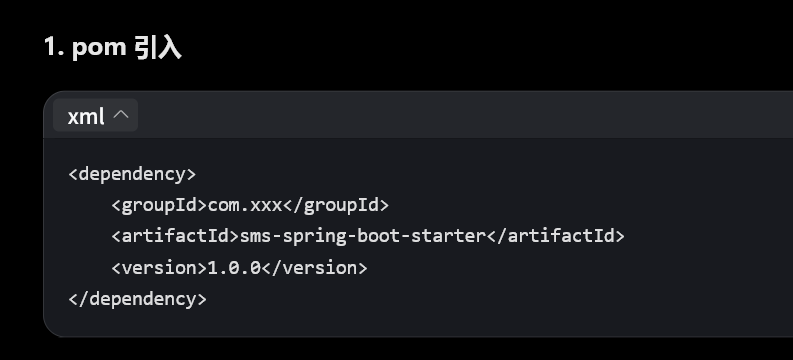 1. pom 引入
xml
<dependency>
    <groupId>com.xxx</groupId>
    <artifactId>sms-spring-boot-starter</artifactId>
    <version>1.0.0</version>
</dependency>